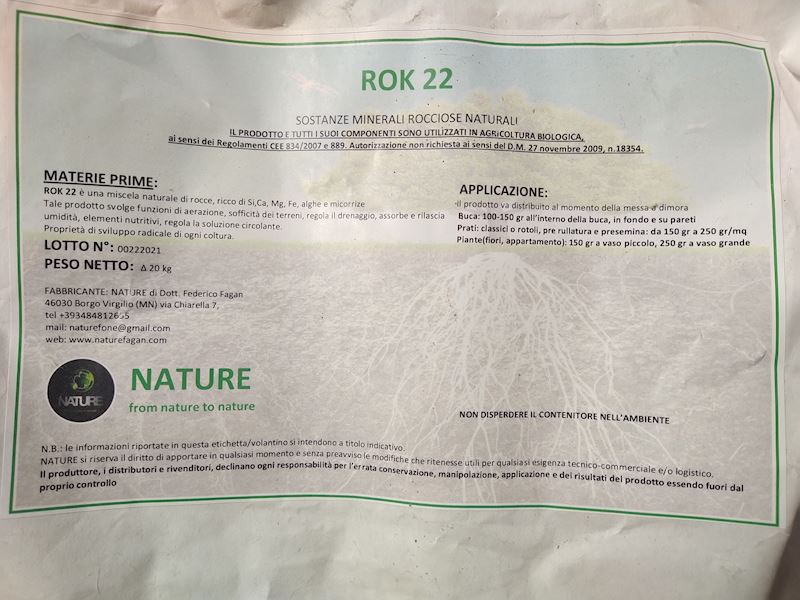 ROK 22
SOSTANZE MINERALI ROCCIOSE NATURALI
IL PRODOTTO E TUTTI I SUOI COMPONENTI SONO UTILIZZATI IN AGRICOLTURA BIOLOGICA,
ai sensi dei Regolamenti CEE 834/2007 e 889. Autorizzazione non richiesta ai sensi del D.M. 27 novembre 2009, n.18354.
MATERIE PRIME:
ROK 22 è una miscela naturale di rocce, ricco di Si,Ca, Mg, Fe, alghe e micorrize
Tale prodotto svolge funzioni di aerazione, sofficità dei terreni, regola il drenaggio, assorbe e rilascia
umidità, elementi nutritivi, regola la soluzione circolante.
Proprietà di sviluppo radicale di ogni coltura.
LOTTO N°: 00222021
PESO NETTO: Δ 20 kg
FABBRICANTE: NATURE di Dott. Federico Fagan
46030 Borgo Virgilio (MN) via Chiarella 7,
tel +393484812655
mail: naturefone@gmail.com
web: www.naturefagan.com
APPLICAZIONE:
Il prodotto va distribuito al momento della messa a dimora
Buca: 100-150 gr all'interno della buca, in fondo e su pareti
Prati: classici o rotoli, pre rullatura e presemina: da 150 gr a 250 gr/mq
Piante(fiori, appartamento): 150 gr a vaso piccolo, 250 gr a vaso grande
NATURE
NATURE
from nature to nature
NON DISPERDERE IL CONTENITORE NELL'AMBIENTE
N.B.: le informazioni riportate in questa etichetta/volantino si intendono a titolo indicativo.
NATURE si riserva il diritto di apportare in qualsiasi momento e senza preavviso le modifiche che ritenesse utili per qualsiasi esigenza tecnico-commerciale e/o logistico.
Il produttore, i distributori e rivenditori, declinano ogni responsabilità per l'errata conservazione, manipolazione, applicazione e dei risultati del prodotto essendo fuori dal
proprio controllo